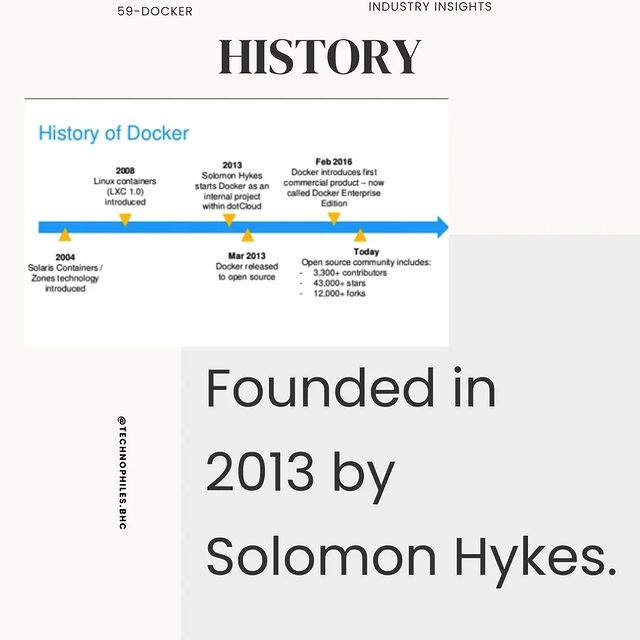 59-DOCKER
INDUSTRY INSIGHTS
HISTORY
History of Docker
2008
Linux containers
(LXC 1.0)
introduced
2013
Solomon Hykes
starts Docker as an
internal project
within dotCloud
Feb 2016
Docker introduces first
commercial product – now
called Docker Enterprise
Edition
2004
Solaris Containers /
Zones technology
introduced
Mar 2013
Docker released
to open source
Today
Open source community includes:
- 3,300+ contributors
- 43,000+ stars
- 12,000+ forks
@TECHNOPHILES.BHC
Founded in
2013 by
Solomon Hykes.